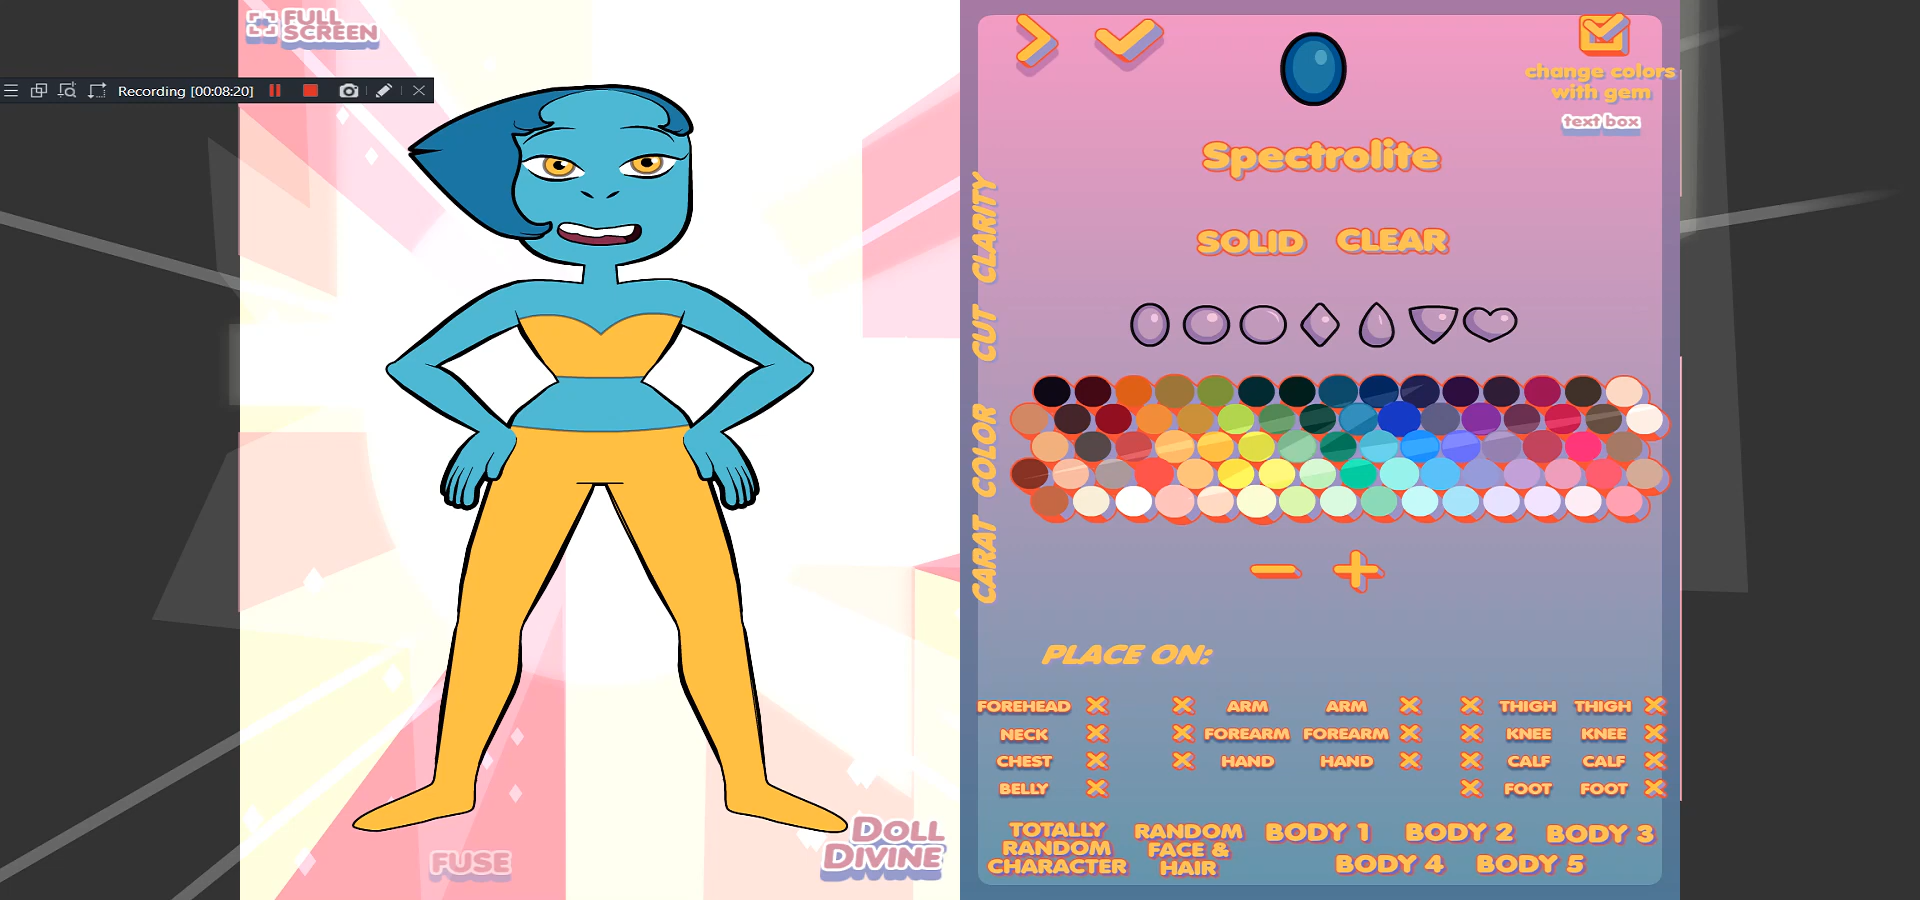 FULL
SCREEN
Recording [00:08:20]
change colors
with gem
text box
Spectrolite
CLARITY
SOLID CLEAR
CUT
COLOR
CARAT
PLACE ON:
FOREHEAD ARM ARM THIGH THIGH
NECK FOREARM FOREARM KNEE KNEE
CHEST HAND HAND CALF CALF
BELLY FOOT FOOT
TOTALLY
RANDOM
CHARACTER
RANDOM
FACE &
HAIR
BODY 1 BODY 2 BODY 3
BODY 4 BODY 5
DOLL
DIVINE
FUSE